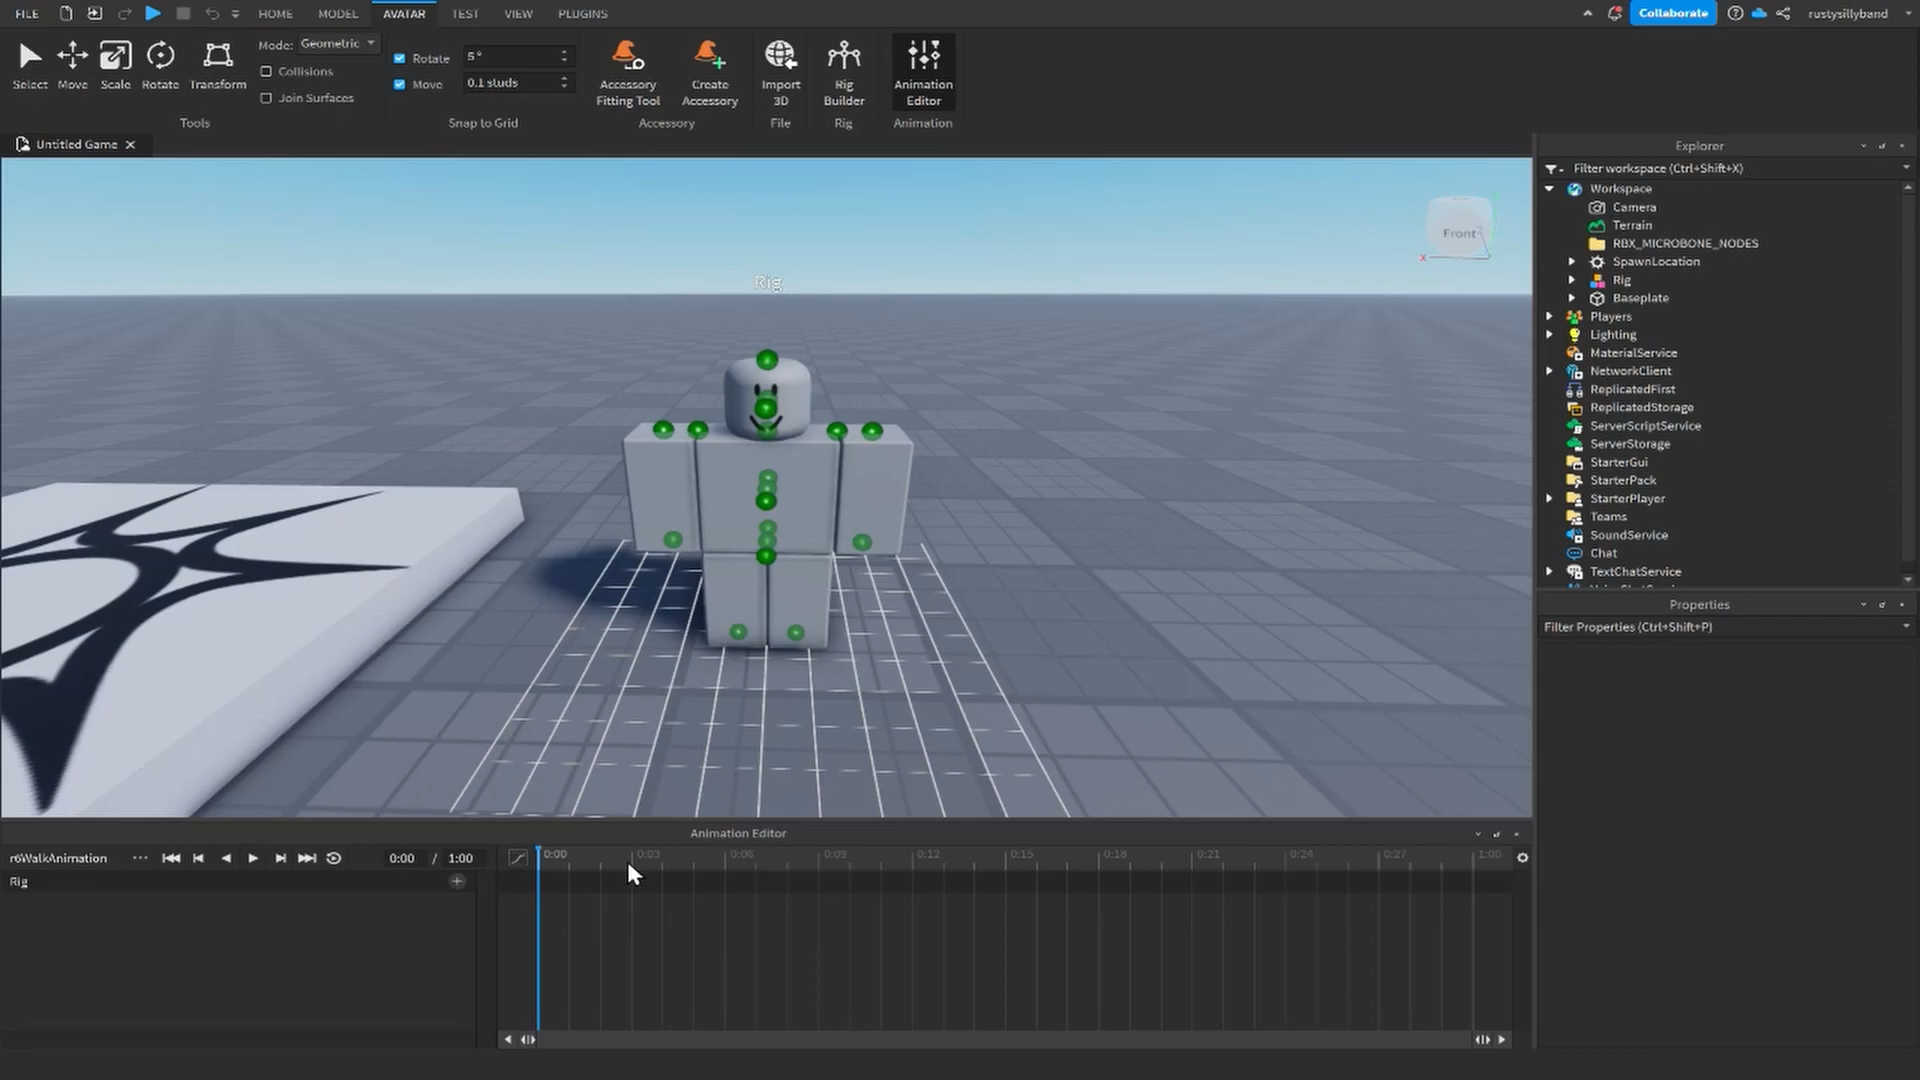 FILE HOME MODEL AVATAR TEST VIEW PLUGINS Collaborate rustysillyband
Select Move Scale Rotate Transform
Mode: Geometric
Collisions
Join Surfaces
Tools
Rotate 5°
Move 0.1 studs
Snap to Grid
Accessory Fitting Tool
Create Accessory
Accessory
Import 3D
File
Rig Builder
Rig
Animation Editor
Animation
Untitled Game
Rig
Front
X
Explorer
Filter workspace (Ctrl+Shift+X)
Workspace
Camera
Terrain
RBX_MICROBONE_NODES
SpawnLocation
Rig
Baseplate
Players
Lighting
MaterialService
NetworkClient
ReplicatedFirst
ReplicatedStorage
ServerScriptService
ServerStorage
StarterGui
StarterPack
StarterPlayer
Teams
SoundService
Chat
TextChatService
Properties
Filter Properties (Ctrl+Shift+P)
Animation Editor
r6WalkAnimation ... 0:00 / 1:00
0:00 0:03 0:06 0:09 0:12 0:15 0:18 0:21 0:24 0:27 1:00
Rig